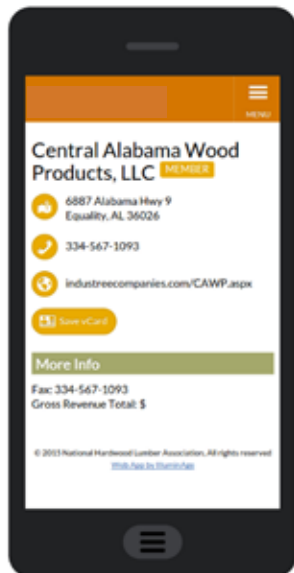 MENU
Central Alabama Wood
Products, LLC MEMBER
6887 Alabama Hwy 9
Equality, AL 36026
334-567-1093
industreecompanies.com/CAWP.aspx
Save vCard
More Info
Fax: 334-567-1093
Gross Revenue Total: $
© 2015 National Hardwood Lumber Association, All rights reserved
Web App by IlluminAge